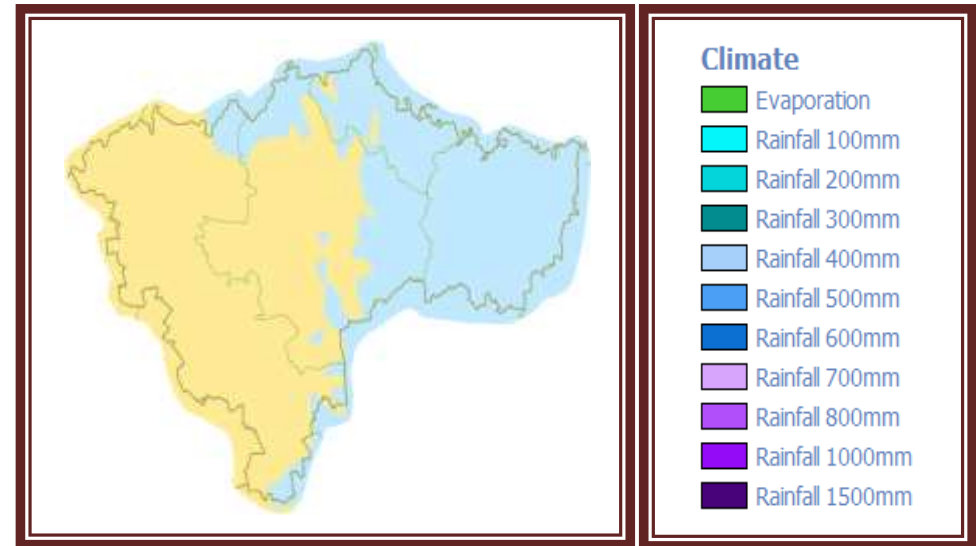 Climate
Evaporation
Rainfall 100mm
Rainfall 200mm
Rainfall 300mm
Rainfall 400mm
Rainfall 500mm
Rainfall 600mm
Rainfall 700mm
Rainfall 800mm
Rainfall 1000mm
Rainfall 1500mm